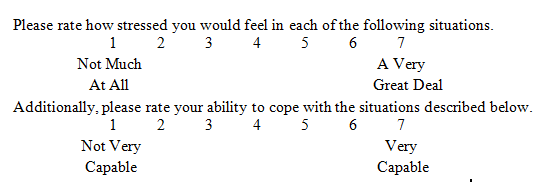 Please rate how stressed you would feel in each of the following situations.
1 2 3 4 5 6 7
Not Much A Very
At All Great Deal
Additionally, please rate your ability to cope with the situations described below.
1 2 3 4 5 6 7
Not Very Very
Capable Capable